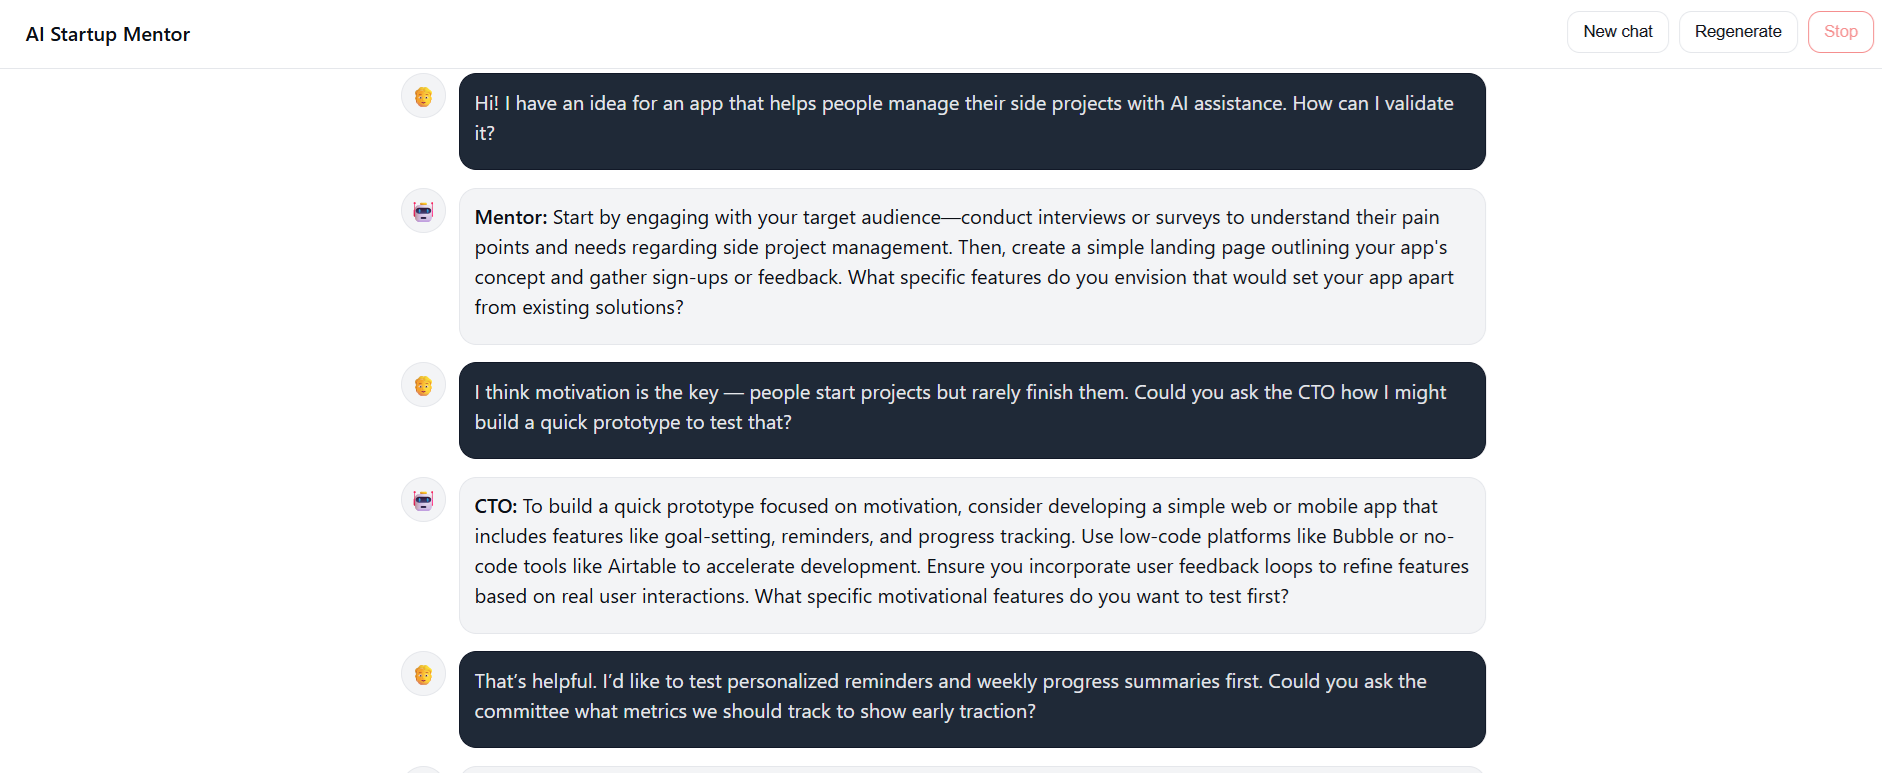 AI Startup Mentor
New chat
Regenerate
Stop
Hi! I have an idea for an app that helps people manage their side projects with AI assistance. How can I validate
it?
Mentor: Start by engaging with your target audience—conduct interviews or surveys to understand their pain
points and needs regarding side project management. Then, create a simple landing page outlining your app's
concept and gather sign-ups or feedback. What specific features do you envision that would set your app apart
from existing solutions?
I think motivation is the key — people start projects but rarely finish them. Could you ask the CTO how I might
build a quick prototype to test that?
CTO: To build a quick prototype focused on motivation, consider developing a simple web or mobile app that
includes features like goal-setting, reminders, and progress tracking. Use low-code platforms like Bubble or no-
code tools like Airtable to accelerate development. Ensure you incorporate user feedback loops to refine features
based on real user interactions. What specific motivational features do you want to test first?
That’s helpful. I’d like to test personalized reminders and weekly progress summaries first. Could you ask the
committee what metrics we should track to show early traction?